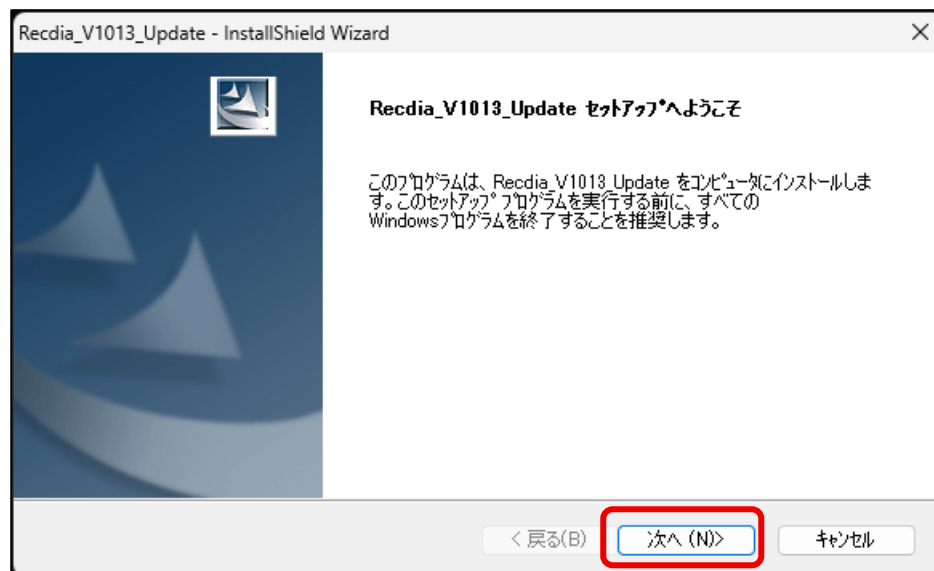 Recdia_V1013_Update - InstallShield Wizard
Recdia_V1013_Update ｾｯﾄｱｯﾌﾟへようこそ
このﾌﾟﾛｸﾞﾗﾑは、Recdia_V1013_Update をｺﾝﾋﾟｭｰﾀにインストールしま
す。このｾｯﾄｱｯﾌﾟ ﾌﾟﾛｸﾞﾗﾑを実行する前に、すべての
Windowsﾌﾟﾛｸﾞﾗﾑを終了することを推奨します。
< 戻る(B)
次へ (N)>
ｷｬﾝｾﾙ